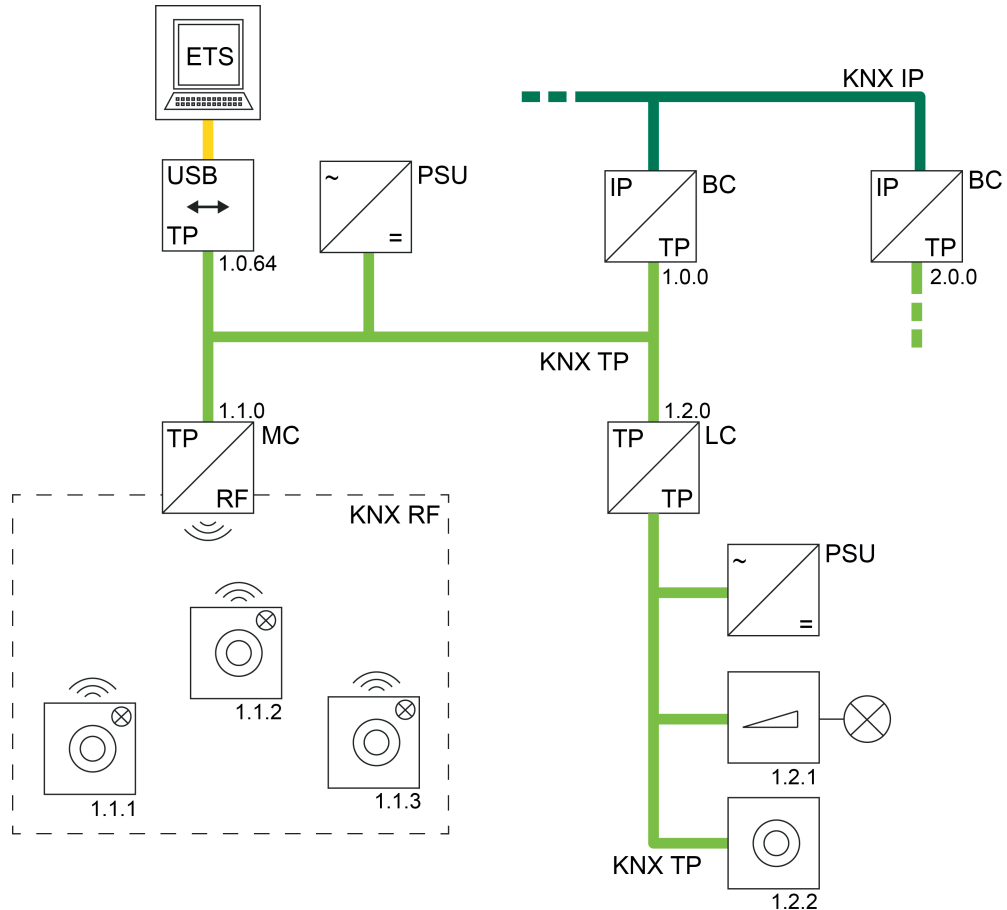 ETS
KNX IP
USB
TP
1.0.64
~
=
PSU
IP
TP
BC
1.0.0
IP
TP
BC
2.0.0
KNX TP
1.1.0
TP
RF
MC
1.2.0
TP
TP
LC
KNX RF
~
=
PSU
1.1.2
1.1.1
1.1.3
1.2.1
KNX TP
1.2.2